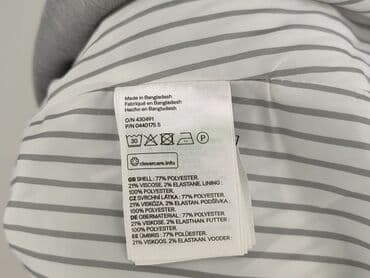 Made in Bangladesh
Fabriqué en Bangladesh
Hecho en Bangladesh
O/N 430491
P/N 0440175 S
30
P
clevercare.info
GB SHELL: 77% POLYESTER.
21% VISCOSE. 2% ELASTANE. LINING :
100% POLYESTER.
CZ SVRCHNÍ LÁTKA : 77% POLYESTER.
21% VISKÓZA. 2% ELASTAN. PODŠÍVKA :
100% POLYESTER.
DE OBERMATERIAL: 77% POLYESTER.
21% VISKOSE. 2% ELASTHAN. FUTTER :
100% POLYESTER.
EE ÜMBRIS: 77% POLÜESTER.
21% VISKOOS. 2% ELASTAAN. VOODER :